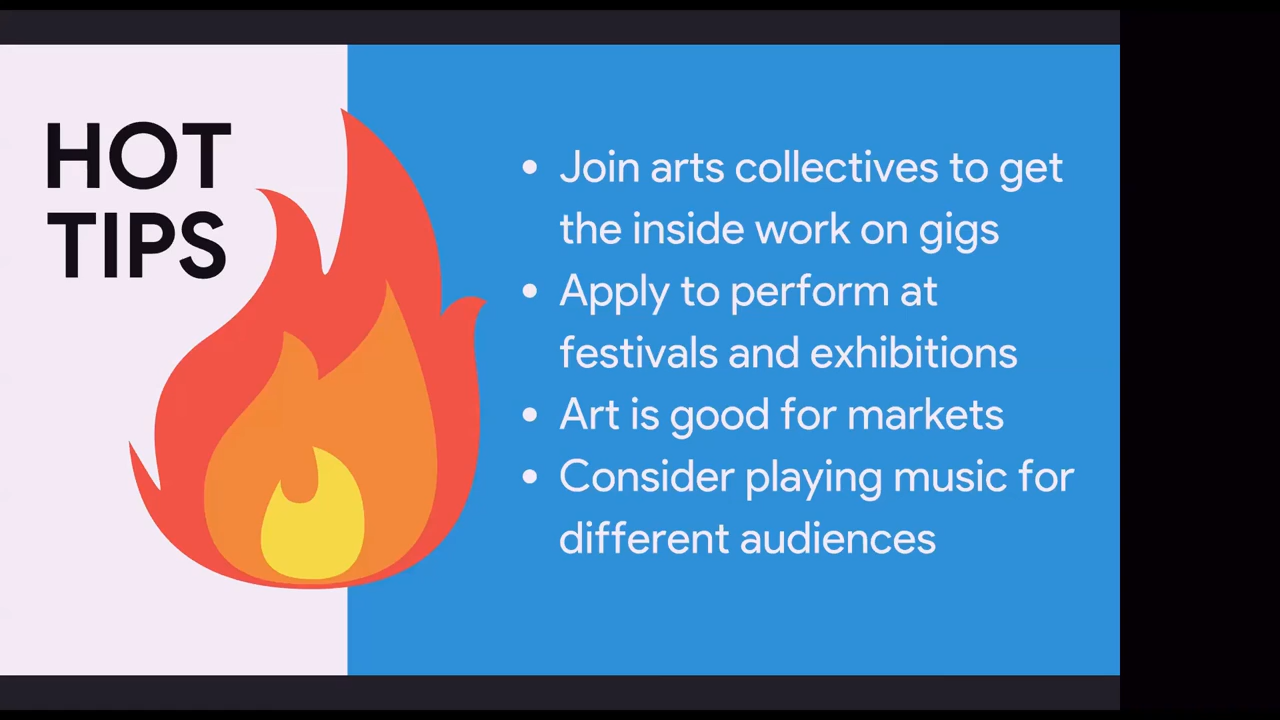 HOT
TIPS
• Join arts collectives to get
the inside work on gigs
• Apply to perform at
festivals and exhibitions
• Art is good for markets
• Consider playing music for
different audiences